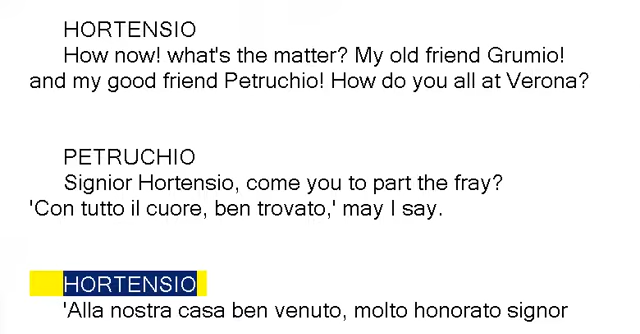 HORTENSIO
How now! what's the matter? My old friend Grumio!
and my good friend Petruchio! How do you all at Verona?
PETRUCHIO
Signior Hortensio, come you to part the fray?
'Con tutto il cuore, ben trovato,' may I say.
HORTENSIO
'Alla nostra casa ben venuto, molto honorato signor